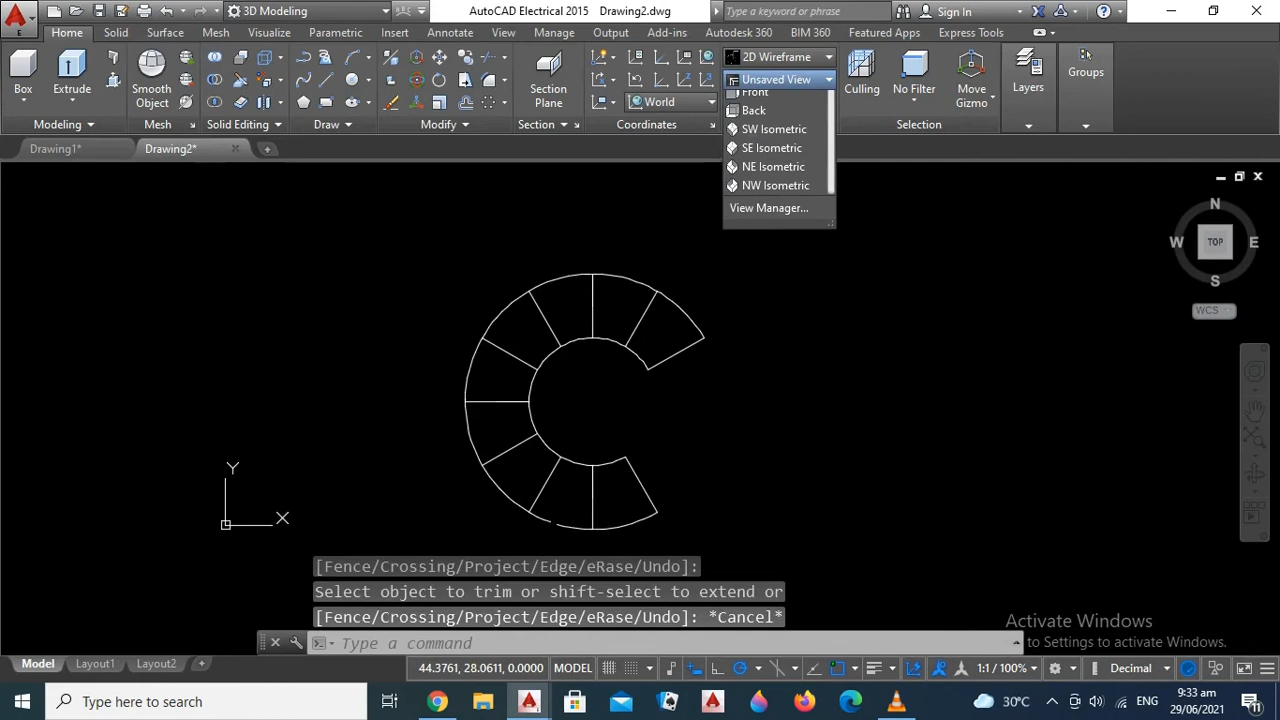 3D Modeling
AutoCAD Electrical 2015 Drawing2.dwg
Type a keyword or phrase
Sign In
Home Solid Surface Mesh Visualize Parametric Insert Annotate View Manage Output Add-ins Autodesk 360 BIM 360 Featured Apps Express Tools
Box
Extrude
Smooth
Object
Section
Plane
World
2D Wireframe
Unsaved View
Culling
No Filter
Move
Gizmo
Layers
Groups
Modeling
Mesh
Solid Editing
Draw
Modify
Section
Coordinates
Selection
Front
Back
SW Isometric
SE Isometric
NE Isometric
NW Isometric
View Manager...
Drawing1*
Drawing2*
N
W TOP E
S
WCS
Y
X
[Fence/Crossing/Project/Edge/eRase/Undo]:
Select object to trim or shift-select to extend or
[Fence/Crossing/Project/Edge/eRase/Undo]: *Cancel*
Type a command
Activate Windows
to Settings to activate Windows.
Model Layout1 Layout2
44.3761, 28.0611, 0.0000 MODEL
1:1 / 100%
Decimal
Type here to search
30°C
ENG
9:33 am
29/06/2021
11